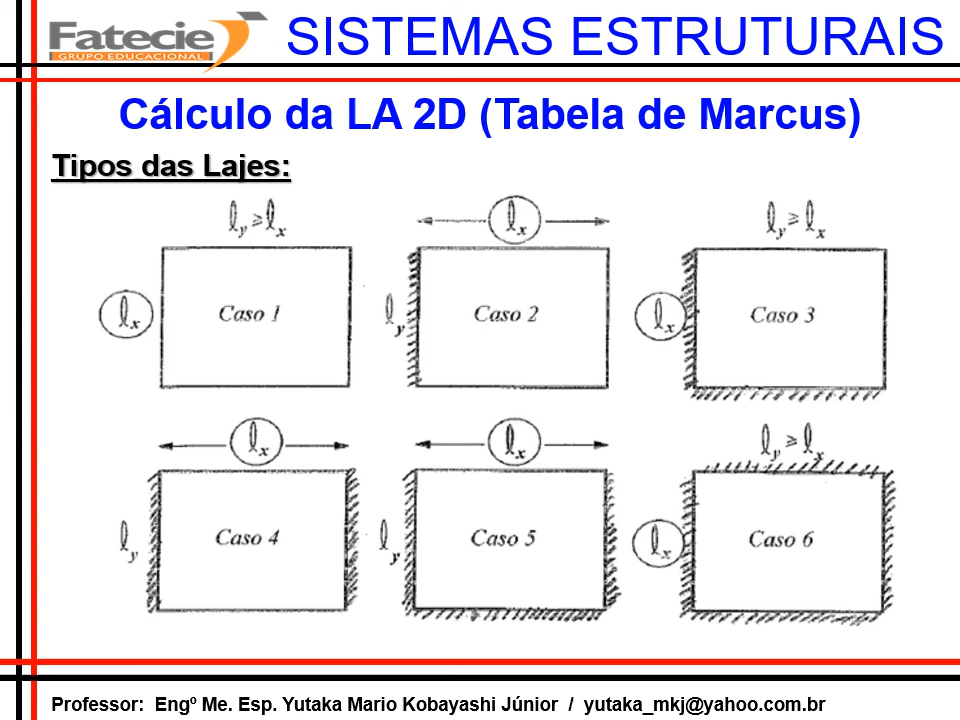 Fatecie
GRUPO EDUCACIONAL
SISTEMAS ESTRUTURAIS
Cálculo da LA 2D (Tabela de Marcus)
Tipos das Lajes:
ℓy ≥ ℓx
ℓx
ℓy ≥ ℓx
ℓx
Caso 1
ℓy
Caso 2
ℓx
Caso 3
ℓx
ℓx
ℓy ≥ ℓx
ℓy
Caso 4
ℓy
Caso 5
ℓx
Caso 6
Professor: Engº Me. Esp. Yutaka Mario Kobayashi Júnior / yutaka_mkj@yahoo.com.br